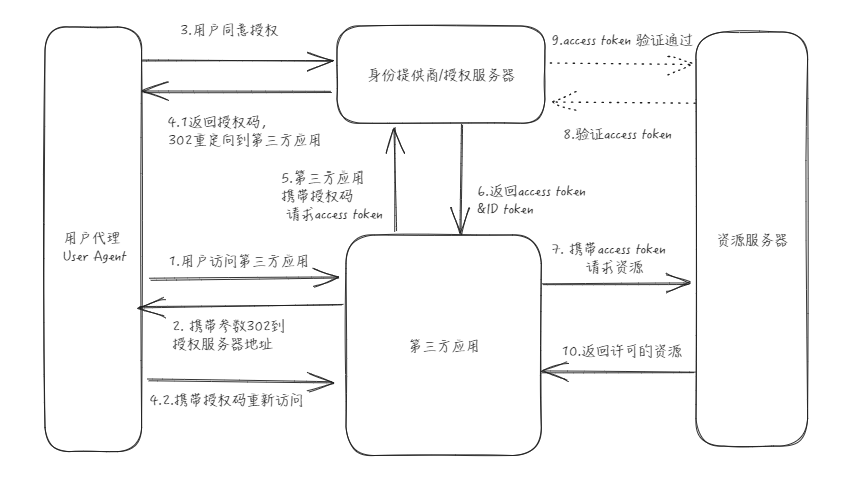 3.用户同意授权
9.access token 验证通过
身份提供商/授权服务器
4.1返回授权码,
302重定向到第三方应用
8.验证access token
5.第三方应用
携带授权码
请求access token
6.返回access token
&ID token
用户代理
User Agent
1.用户访问第三方应用
7. 携带access token
请求资源
资源服务器
2. 携带参数302到
授权服务器地址
第三方应用
10.返回许可的资源
4.2.携带授权码重新访问